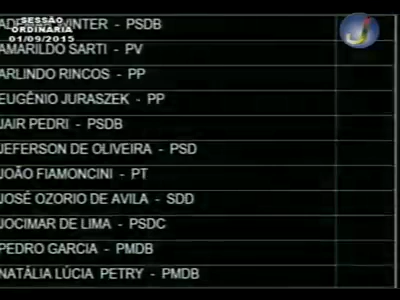 SESSÃO
ORDINÁRIA
01/09/2015
WINTER - PSDB
AMARILDO SARTI - PV
ARLINDO RINCOS - PP
EUGÊNIO JURASZEK - PP
JAIR PEDRI - PSDB
JEFERSON DE OLIVEIRA - PSD
JOÃO FIAMONCINI - PT
JOSÉ OZORIO DE AVILA - SDD
JOCIMAR DE LIMA - PSDC
PEDRO GARCIA - PMDB
NATÁLIA LÚCIA PETRY - PMDB